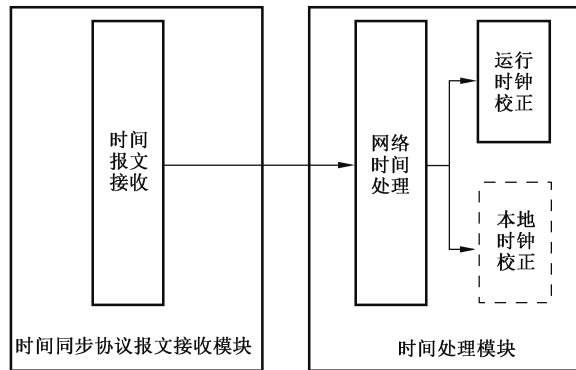 时间
报文
接收
时间同步协议报文接收模块
网络
时间
处理
运行
时钟
校正
本地
时钟
校正
时间处理模块